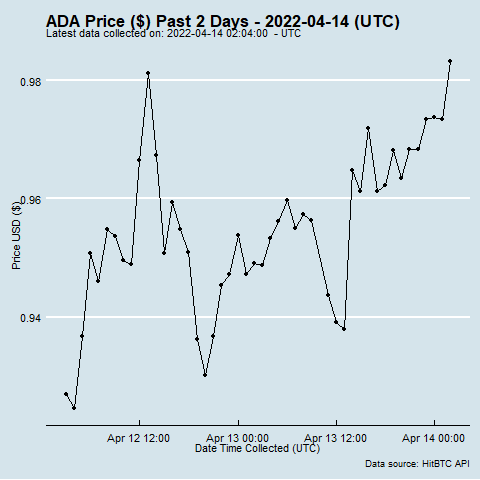 ADA Price ($) Past 2 Days - 2022-04-14 (UTC)
Latest data collected on: 2022-04-14 02:04:00 - UTC
0.98
0.96
0.94
Price USD ($)
Apr 12 12:00 Apr 13 00:00 Apr 13 12:00 Apr 14 00:00
Date Time Collected (UTC)
Data source: HitBTC API